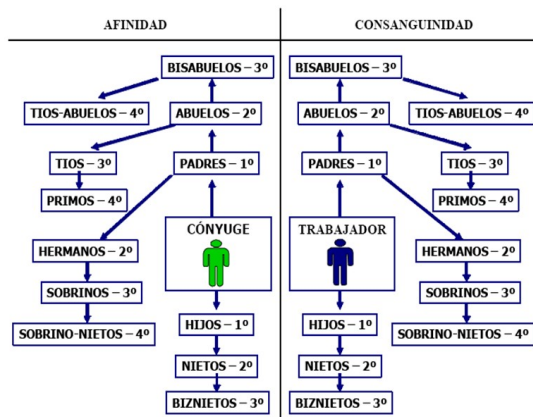 AFINIDAD
BISABUELOS – 3º
TIOS-ABUELOS – 4º
ABUELOS – 2º
TIOS – 3º
PADRES – 1º
PRIMOS – 4º
CÓNYUGE
HERMANOS – 2º
SOBRINOS – 3º
SOBRINO-NIETOS – 4º
HIJOS – 1º
NIETOS – 2º
BIZNIETOS – 3º
CONSANGUINIDAD
BISABUELOS – 3º
ABUELOS – 2º
TIOS-ABUELOS – 4º
PADRES – 1º
TIOS – 3º
PRIMOS – 4º
TRABAJADOR
HERMANOS – 2º
SOBRINOS – 3º
SOBRINO-NIETOS – 4º
HIJOS – 1º
NIETOS – 2º
BIZNIETOS – 3º